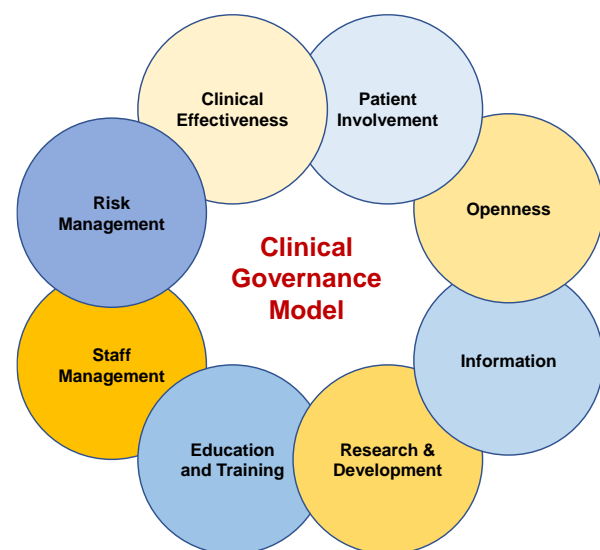 Clinical
Effectiveness
Patient
Involvement
Risk
Management
Openness
Clinical
Governance
Model
Staff
Management
Information
Education
and Training
Research &
Development